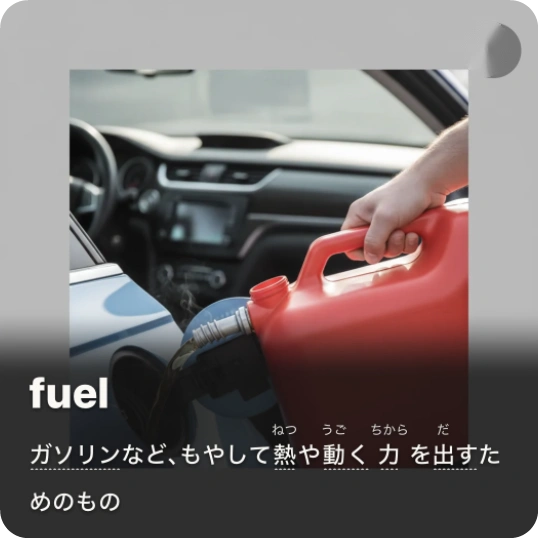 fuel
ねつ うご ちから だ
ガソリンなど、もやして熱や動く 力 を出すた
めのもの